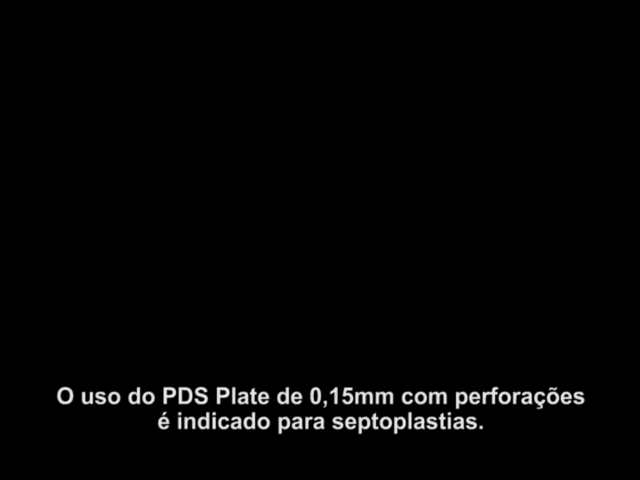 O uso do PDS Plate de 0,15mm com perforações
é indicado para septoplastias.